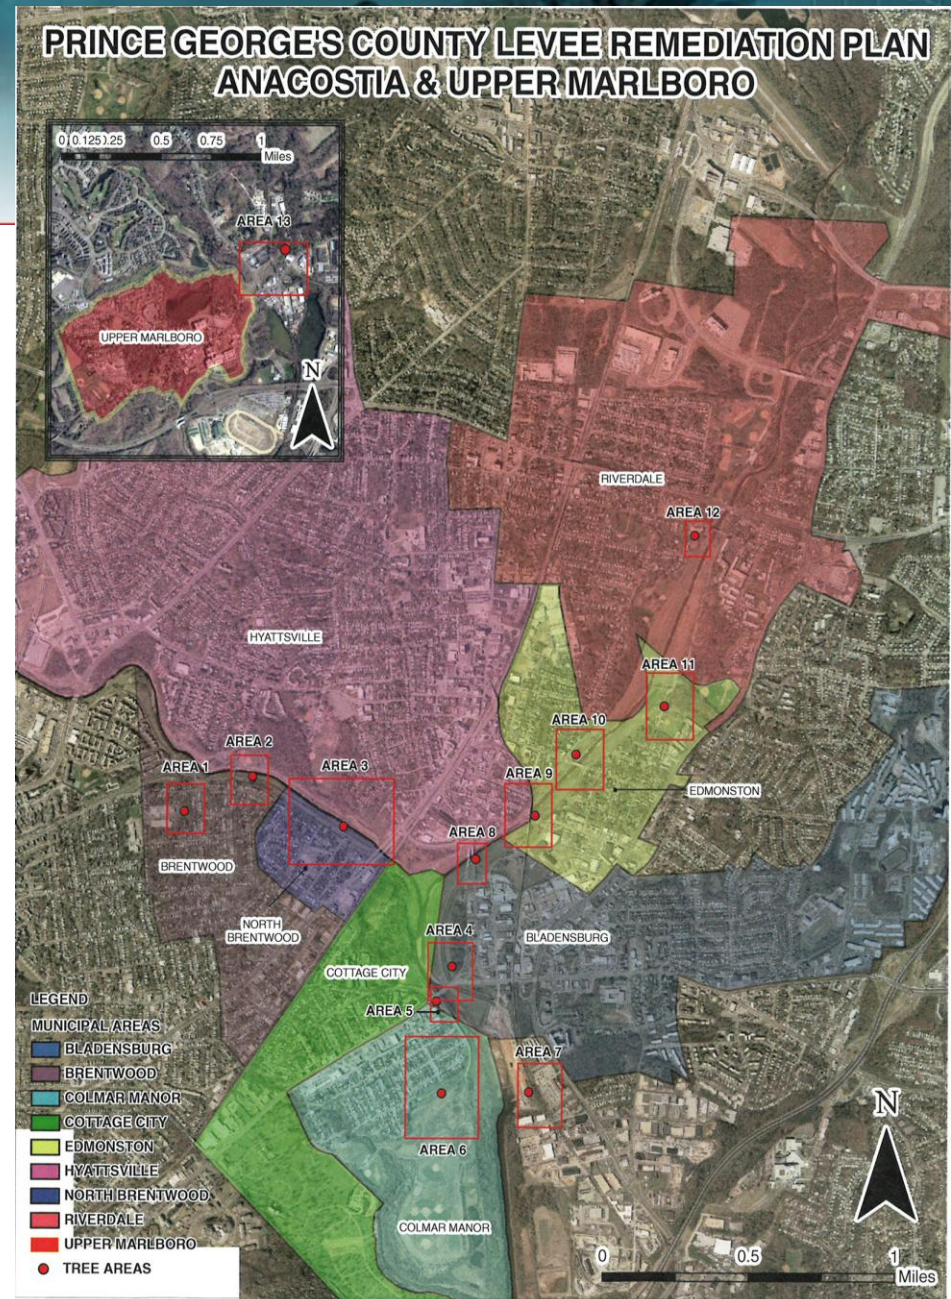 PRINCE GEORGE'S COUNTY LEVEE REMEDIATION PLAN
ANACOSTIA & UPPER MARLBORO
0 0.125 0.25 0.5 0.75 1
Miles
AREA 13
UPPER MARLBORO
N
RIVERDALE
AREA 12
HYATTSVILLE
AREA 11
AREA 10
AREA 2
AREA 1
AREA 3
AREA 9
EDMONSTON
AREA 8
BRENTWOOD
NORTH
BRENTWOOD
AREA 4
BLADENSBURG
COTTAGE CITY
AREA 5
AREA 7
AREA 6
COLMAR MANOR
LEGEND
MUNICIPAL AREAS
BLADENSBURG
BRENTWOOD
COLMAR MANOR
COTTAGE CITY
EDMONSTON
HYATTSVILLE
NORTH BRENTWOOD
RIVERDALE
UPPER MARLBORO
TREE AREAS
N
0 0.5 1
Miles